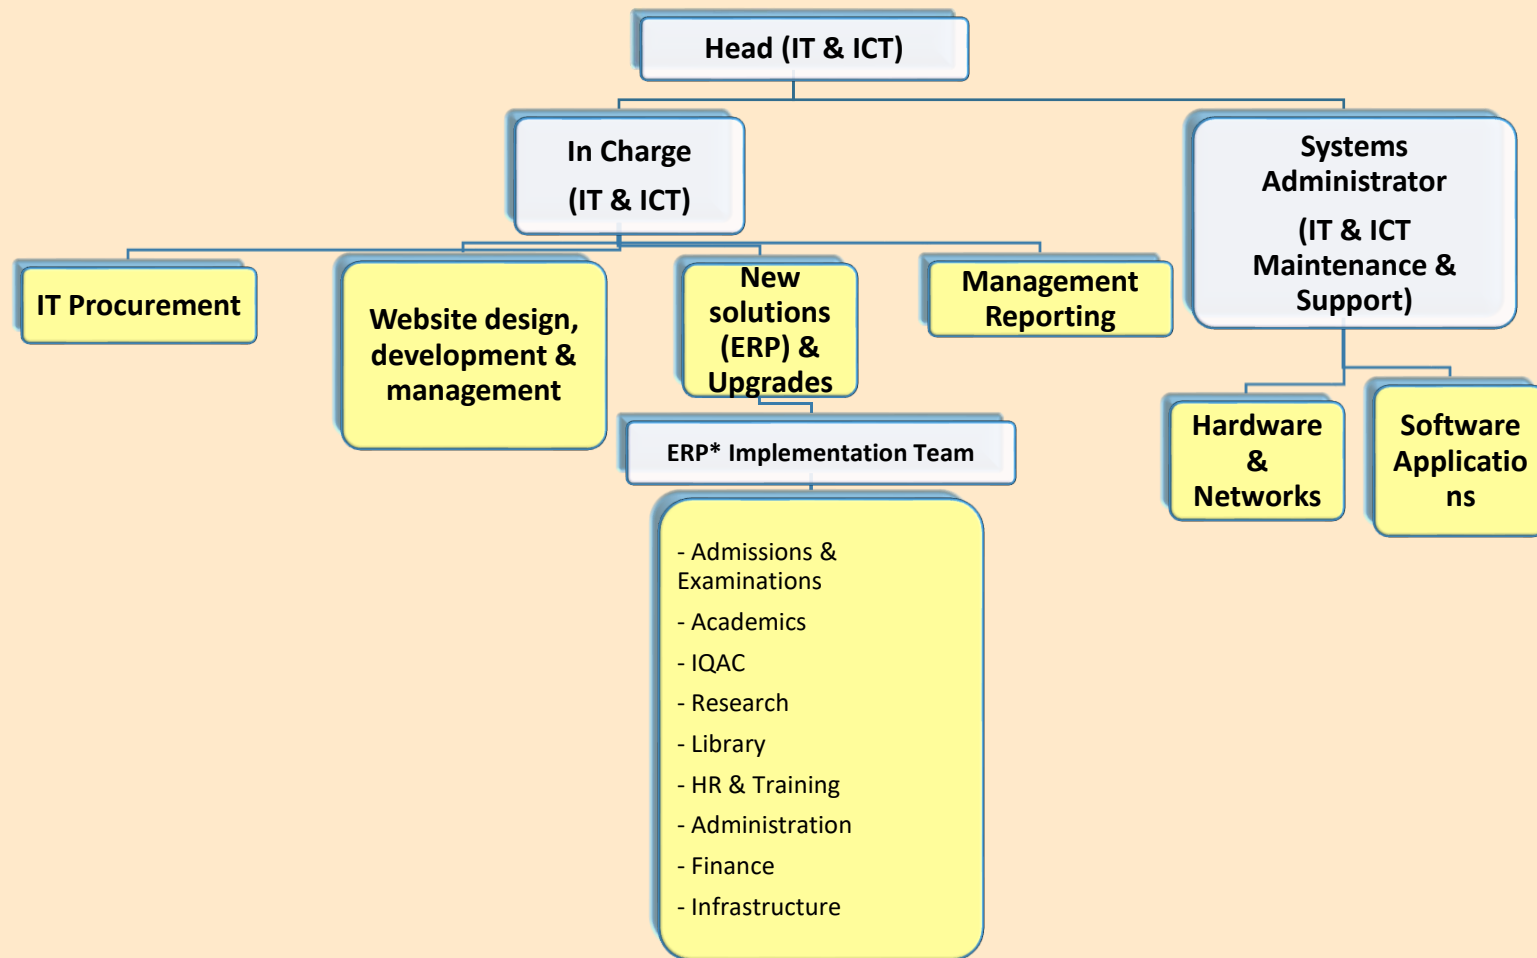 Head (IT & ICT)
In Charge
(IT & ICT)
Systems
Administrator
(IT & ICT
Maintenance &
Support)
IT Procurement
Website design,
development &
management
New
solutions
(ERP) &
Upgrades
Management
Reporting
Hardware
&
Networks
Software
Applicatio
ns
ERP* Implementation Team
- Admissions &
Examinations
- Academics
- IQAC
- Research
- Library
- HR & Training
- Administration
- Finance
- Infrastructure